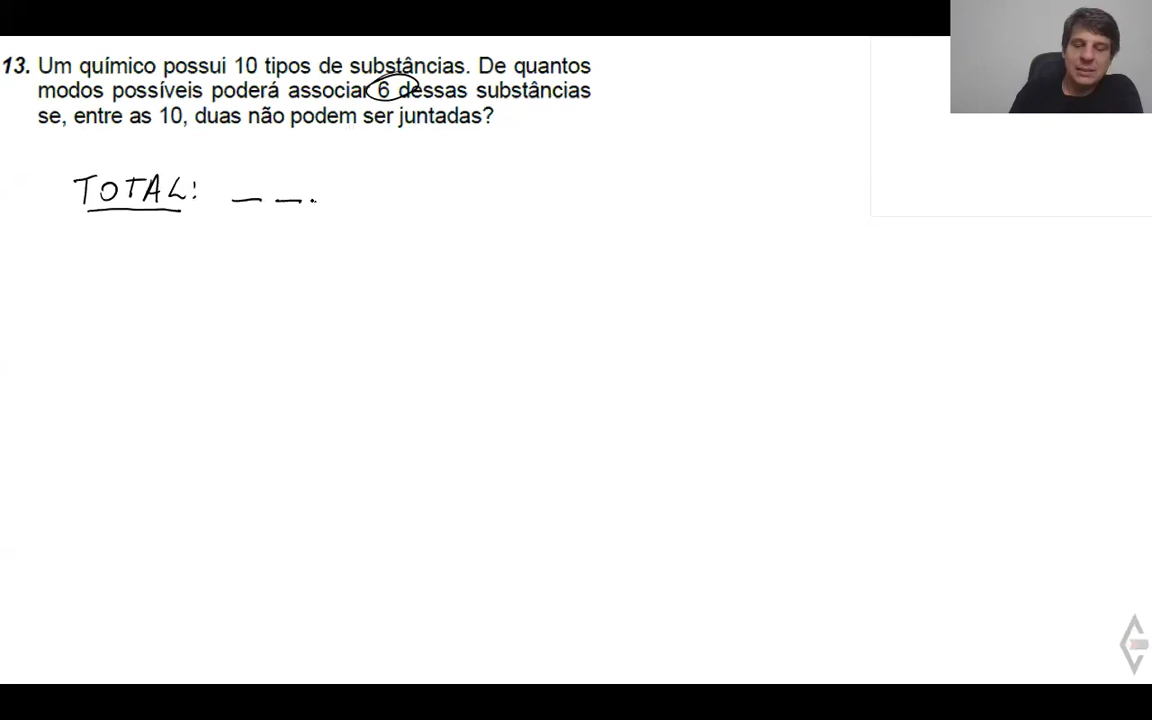 13. Um químico possui 10 tipos de substâncias. De quantos
modos possíveis poderá associar 6 dessas substâncias
se, entre as 10, duas não podem ser juntadas?
TOTAL: _ _ .